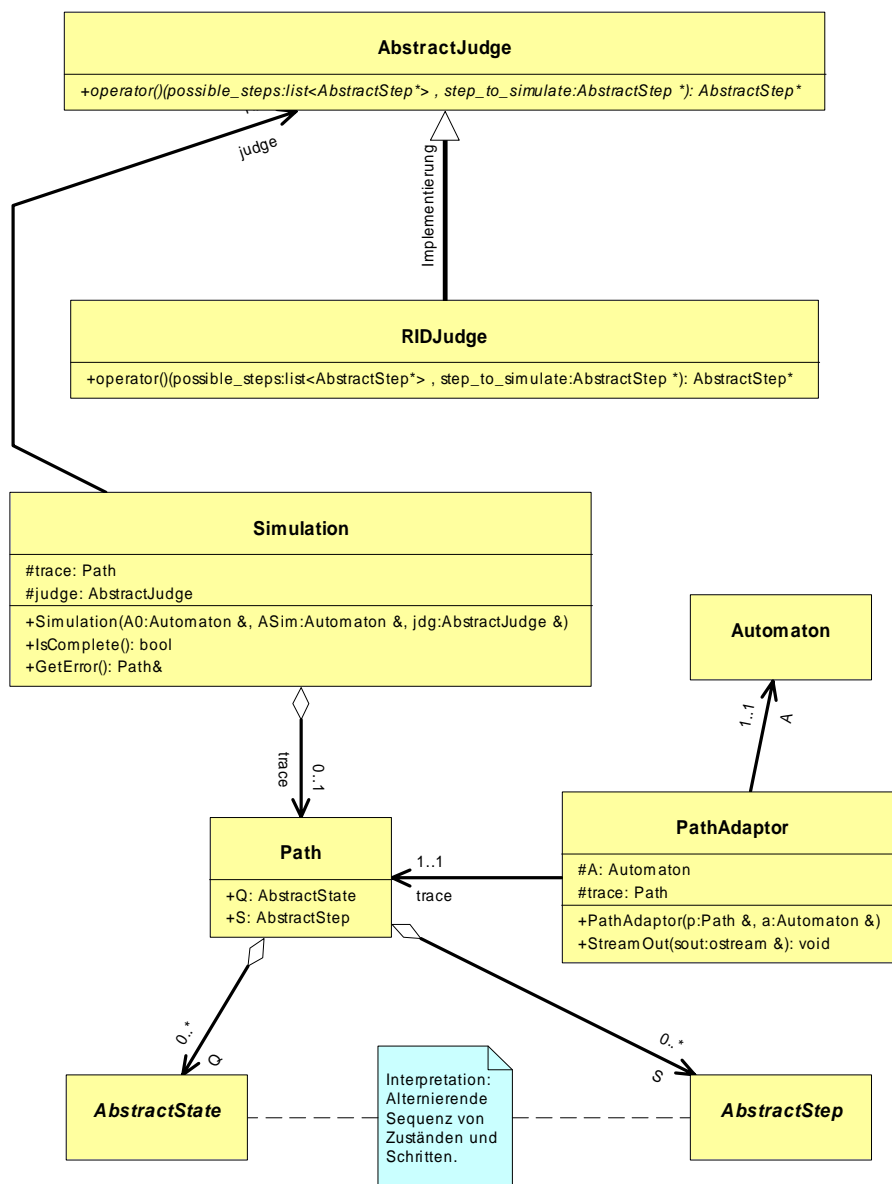 AbstractJudge
+operator()(possible_steps:list<AbstractStep*> , step_to_simulate:AbstractStep *): AbstractStep*
judge
Implementierung
RIDJudge
+operator()(possible_steps:list<AbstractStep*> , step_to_simulate:AbstractStep *): AbstractStep*
Simulation
#trace: Path
#judge: AbstractJudge
+Simulation(A0:Automaton &, ASim:Automaton &, jdg:AbstractJudge &)
+IsComplete(): bool
+GetError(): Path&
Automaton
1..1
A
trace
0..1
Path
+Q: AbstractState
+S: AbstractStep
1..1
trace
PathAdaptor
#A: Automaton
#trace: Path
+PathAdaptor(p:Path &, a:Automaton &)
+StreamOut(sout:ostream &): void
0..*
Q
0..*
S
AbstractState
Interpretation:
Alternierende
Sequenz von
Zuständen und
Schritten.
AbstractStep